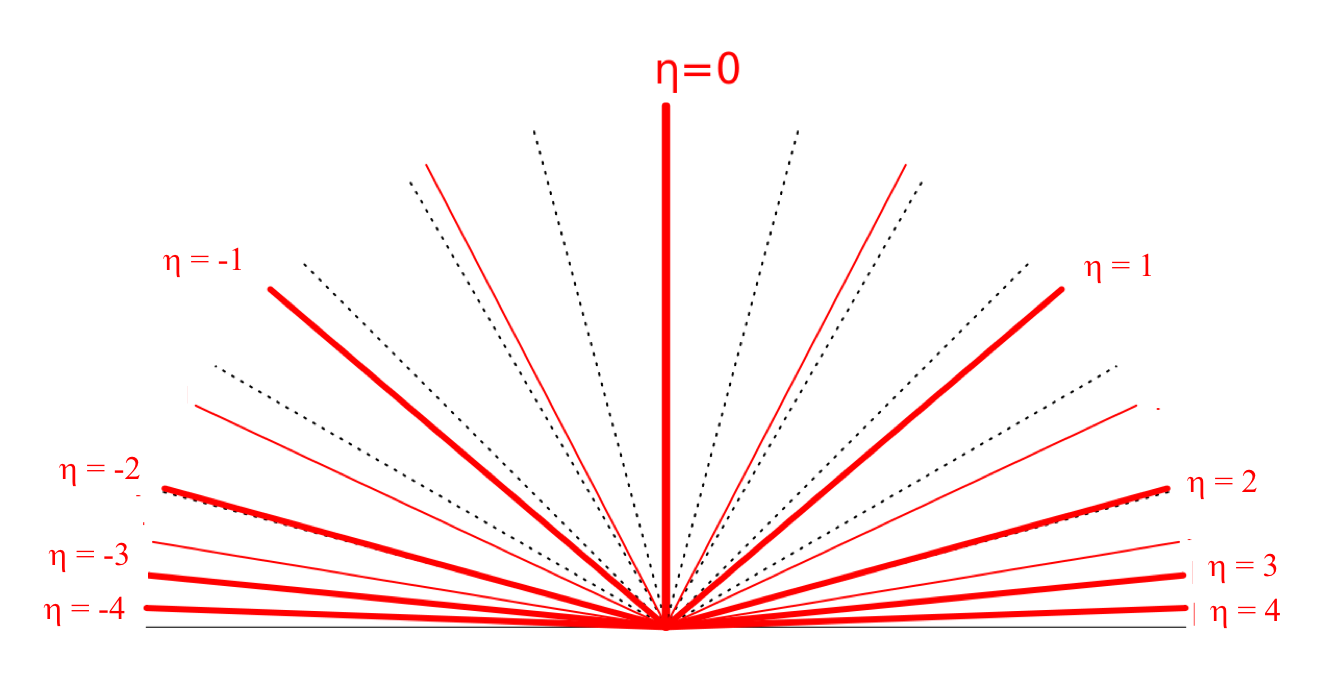 η=0
η = -1
η = 1
η = -2
η = 2
η = -3
η = 3
η = -4
η = 4